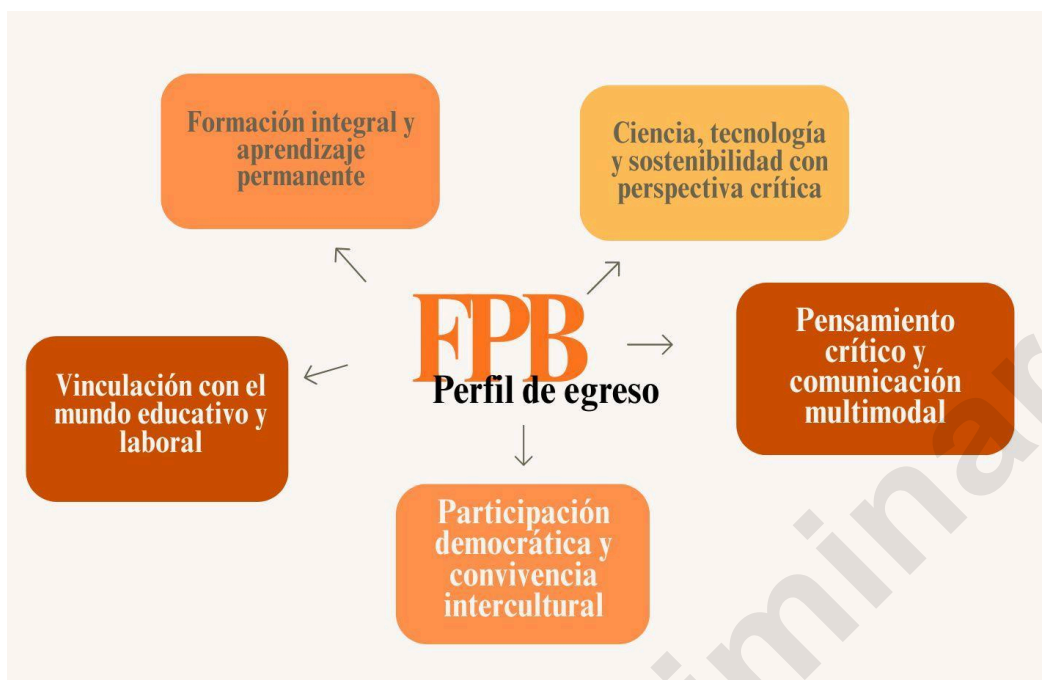 Formación integral y
aprendizaje
permanente
Ciencia, tecnología
y sostenibilidad con
perspectiva crítica
FPB
Perfil de egreso
Pensamiento
crítico y
comunicación
multimodal
Vinculación con el
mundo educativo y
laboral
Participación
democrática y
convivencia
intercultural